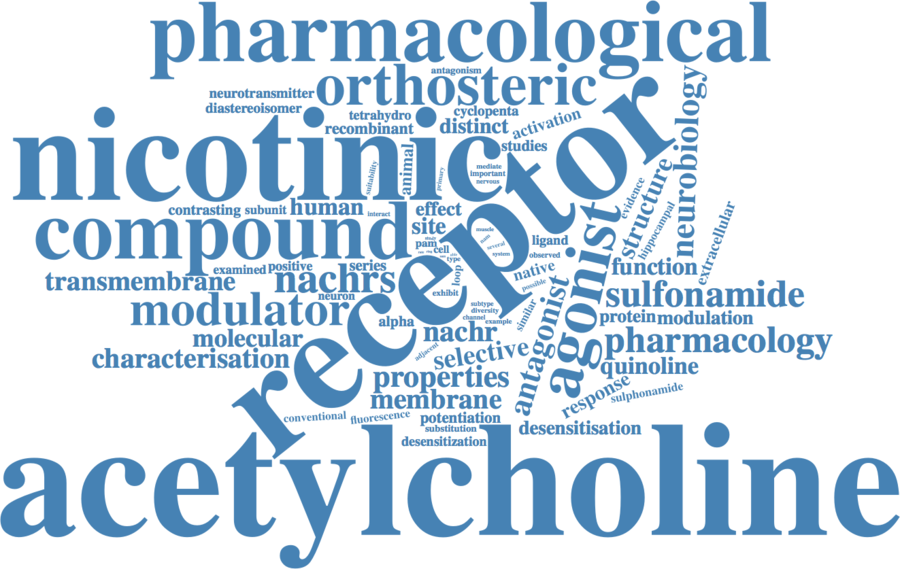 pharmacological
antagonism
orthosteric
neurotransmitter
diastereoisomer
tetrahydro
cyclopenta
recombinant
distinct
activation
studies
nicotinic
receptor
neurobiology
suitability
animal
primary
mediate
important
nervous
contrasting
subunit
human
interact
effect
site
compound
structure
evidence
hippocampal
extracellular
agonist
muscle
several
system
ligand
observed
pam
cell
type
loop
native
possible
function
transmembrane
examined
positive
series
nachrs
neuron
exhibit
sulfonamide
modulator
alpha
subtype
diversity
channel
example
similar
antagonist
protein
modulation
molecular
nachr
adjacent
selective
pharmacology
characterisation
quinoline
properties
membrane
response
sulphonamide
conventional
fluorescence
potentiation
substitution
desensitisation
desensitization
acetylcholine